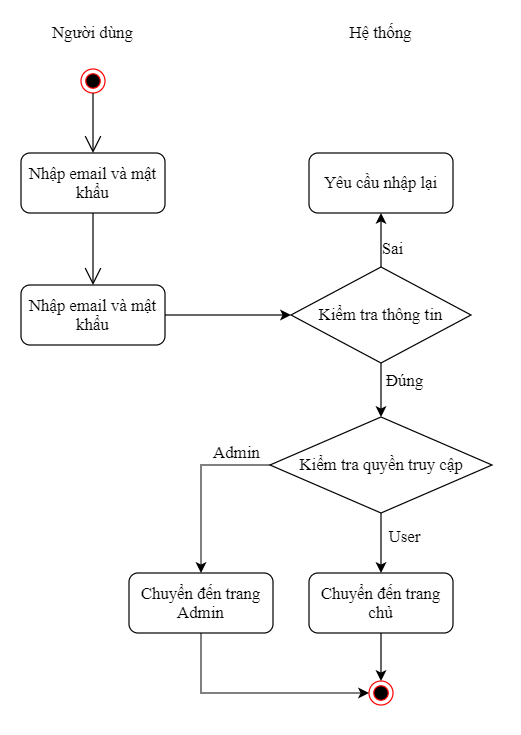 Người dùng
Hệ thống
Nhập email và mật
khẩu
Yêu cầu nhập lại
Sai
Nhập email và mật
khẩu
Kiểm tra thông tin
Đúng
Admin
Kiểm tra quyền truy cập
User
Chuyển đến trang
Admin
Chuyển đến trang
chủ